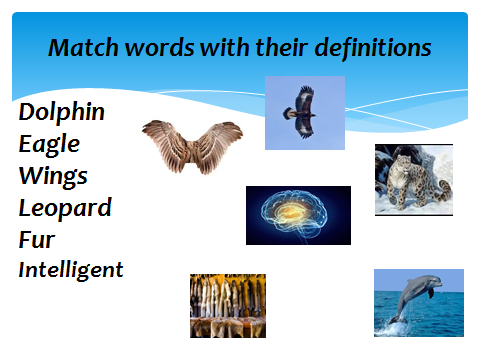 Match words with their definitions
Dolphin
Eagle
Wings
Leopard
Fur
Intelligent